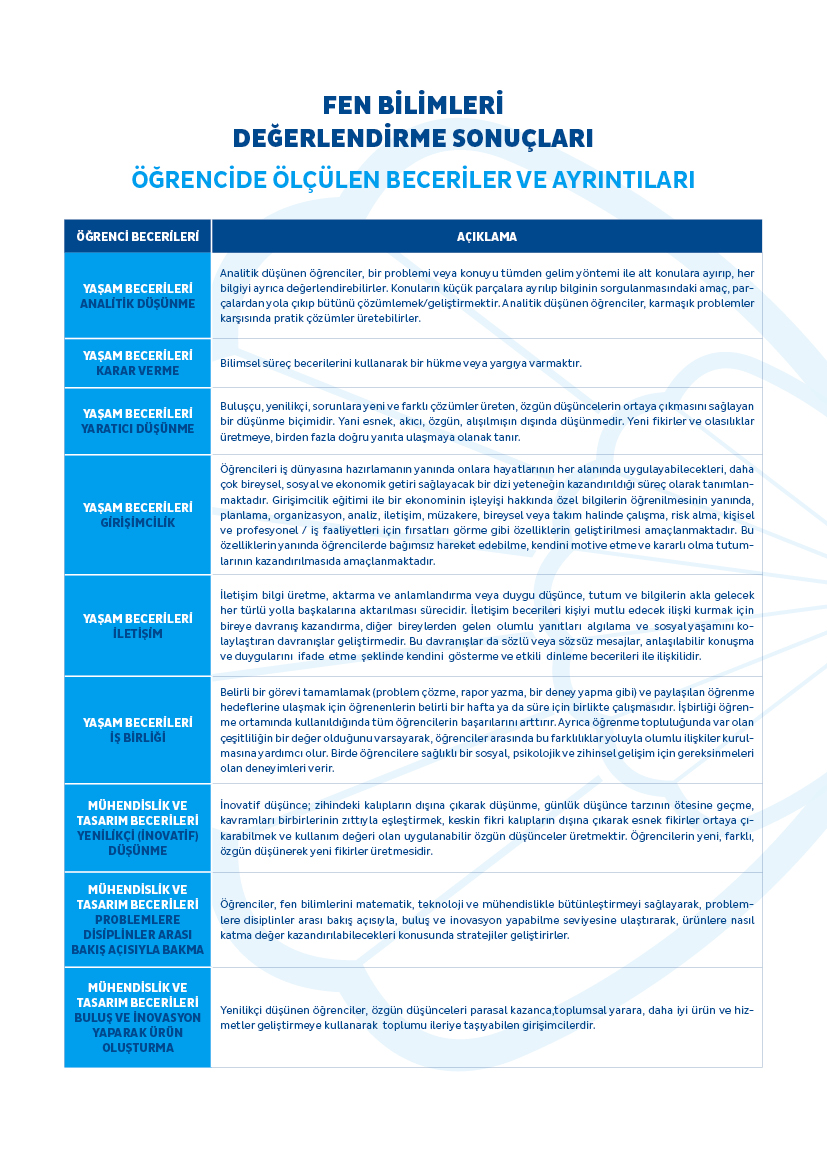 FEN BİLİMLERİ
DEĞERLENDİRME SONUÇLARI
ÖĞRENCİDE ÖLÇÜLEN BECERİLER VE AYRINTILARI
ÖĞRENCİ BECERİLERİ
AÇIKLAMA
YAŞAM BECERİLERİ
ANALİTİK DÜŞÜNME
Analitik düşünen öğrenciler, bir problemi veya konuyu tümden gelim yöntemi ile alt konulara ayırıp, her
bilgiyi ayrıca değerlendirebilirler. Konuların küçük parçalara ayrılıp bilginin sorgulanmasındaki amaç, par-
çalardan yola çıkıp bütünü çözümlemek/geliştirmektir. Analitik düşünen öğrenciler, karmaşık problemler
karşısında pratik çözümler üretebilirler.
YAŞAM BECERİLERİ
KARAR VERME
Bilimsel süreç becerilerini kullanarak bir hükme veya yargıya varmaktır.
YAŞAM BECERİLERİ
YARATICI DÜŞÜNME
Buluşçu, yenilikçi, sorunlara yeni ve farklı çözümler üreten, özgün düşüncelerin ortaya çıkmasını sağlayan
bir düşünme biçimidir. Yani esnek, akıcı, özgün, alışılmışın dışında düşünmedir. Yeni fikirler ve olasılıklar
üretmeye, birden fazla doğru yanıta ulaşmaya olanak tanır.
YAŞAM BECERİLERİ
GİRİŞİMCİLİK
Öğrencileri iş dünyasına hazırlamanın yanında onlara hayatlarının her alanında uygulayabilecekleri, daha
çok bireysel, sosyal ve ekonomik getiri sağlayacak bir dizi yeteneğin kazandırıldığı süreç olarak tanımlan-
maktadır. Girişimcilik eğitimi ile bir ekonominin işleyişi hakkında özel bilgilerin öğrenilmesinin yanında,
planlama, organizasyon, analiz, iletişim, müzakere, bireysel veya takım halinde çalışma, risk alma, kişisel
ve profesyonel / iş faaliyetleri için fırsatları görme gibi özelliklerin geliştirilmesi amaçlanmaktadır. Bu
özelliklerin yanında öğrencilerde bağımsız hareket edebilme, kendini motive etme ve kararlı olma tutum-
larının kazandırılmasıda amaçlanmaktadır.
YAŞAM BECERİLERİ
İLETİŞİM
İletişim bilgi üretme, aktarma ve anlamlandırma veya duygu düşünce, tutum ve bilgilerin akla gelecek
her türlü yolla başkalarına aktarılması sürecidir. İletişim becerileri kişiyi mutlu edecek ilişki kurmak için
bireye davranış kazandırma, diğer bireylerden gelen olumlu yanıtları algılama ve sosyal yaşamını ko-
laylaştıran davranışlar geliştirmedir. Bu davranışlar da sözlü veya sözsüz mesajlar, anlaşılabilir konuşma
ve duygularını ifade etme şeklinde kendini gösterme ve etkili dinleme becerileri ile ilişkilidir.
YAŞAM BECERİLERİ
İŞ BİRLİĞİ
Belirli bir görevi tamamlamak (problem çözme, rapor yazma, bir deney yapma gibi) ve paylaşılan öğrenme
hedeflerine ulaşmak için öğrenenlerin belirli bir hafta ya da süre için birlikte çalışmasıdır. İşbirliği öğren-
me ortamında kullanıldığında tüm öğrencilerin başarılarını arttırır. Ayrıca öğrenme topluluğunda var olan
çeşitliliğin bir değer olduğunu varsayarak, öğrenciler arasında bu farklılıklar yoluyla olumlu ilişkiler kurul-
masına yardımcı olur. Birde öğrencilere sağlıklı bir sosyal, psikolojik ve zihinsel gelişim için gereksinmeleri
olan deneyimleri verir.
MÜHENDİSLİK VE
TASARIM BECERİLERİ
YENİLİKÇİ (İNOVATİF)
DÜŞÜNME
İnovatif düşünce; zihindeki kalıpların dışına çıkarak düşünme, günlük düşünce tarzının ötesine geçme,
kavramları birbirlerinin zıttıyla eşleştirmek, keskin fikri kalıpların dışına çıkarak esnek fikirler ortaya çı-
karabilmek ve kullanım değeri olan uygulanabilir özgün düşünceler üretmektir. Öğrencilerin yeni, farklı,
özgün düşünerek yeni fikirler üretmesidir.
MÜHENDİSLİK VE
TASARIM BECERİLERİ
PROBLEMLERE
DİSİPLİNLER ARASI
BAKIŞ AÇISIYLA BAKMA
Öğrenciler, fen bilimlerini matematik, teknoloji ve mühendislikle bütünleştirmeyi sağlayarak, problem-
lere disiplinler arası bakış açısıyla, buluş ve inovasyon yapabilme seviyesine ulaştırarak, ürünlere nasıl
katma değer kazandırılabilecekleri konusunda stratejiler geliştirirler.
MÜHENDİSLİK VE
TASARIM BECERİLERİ
BULUŞ VE İNOVASYON
YAPARAK ÜRÜN
OLUŞTURMA
Yenilikçi düşünen öğrenciler, özgün düşünceleri parasal kazanca,toplumsal yarara, daha iyi ürün ve hiz-
metler geliştirmeye kullanarak toplumu ileriye taşıyabilen girişimcilerdir.